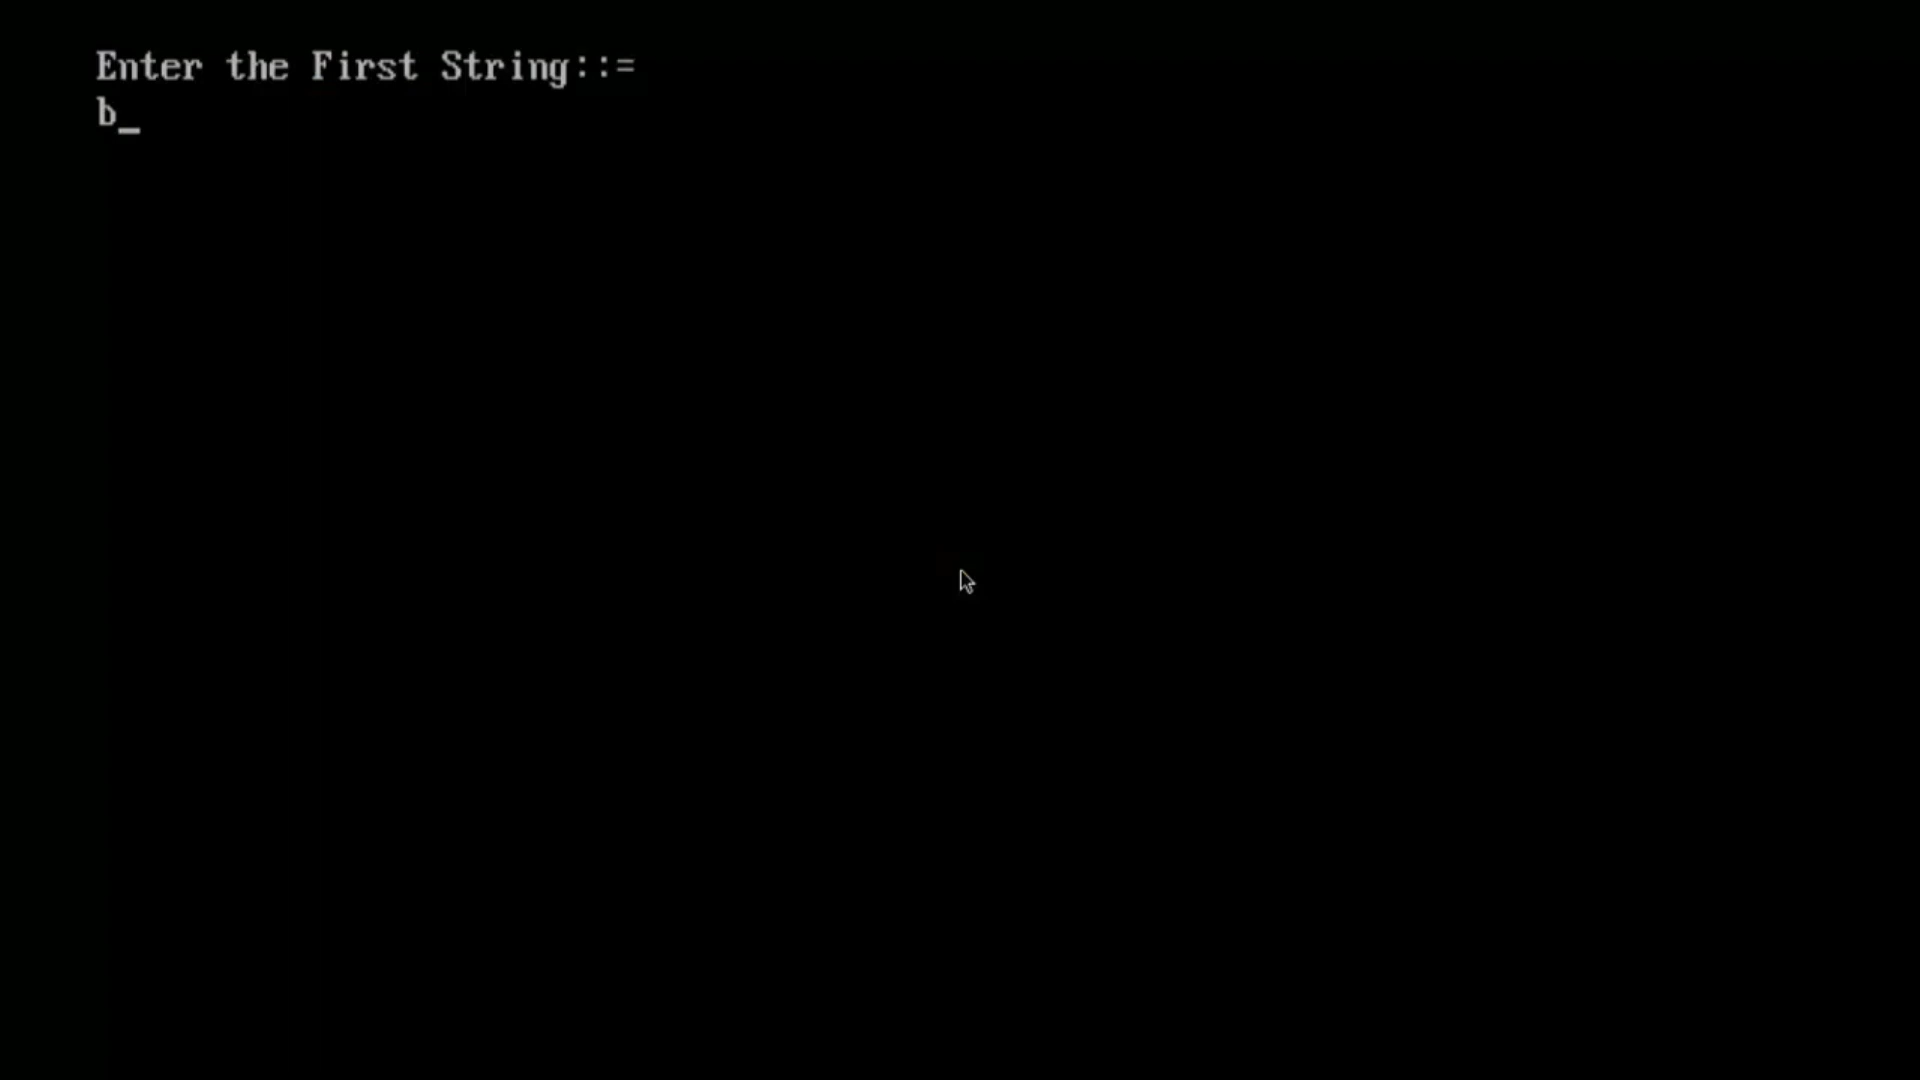 Enter the First String::=
b_